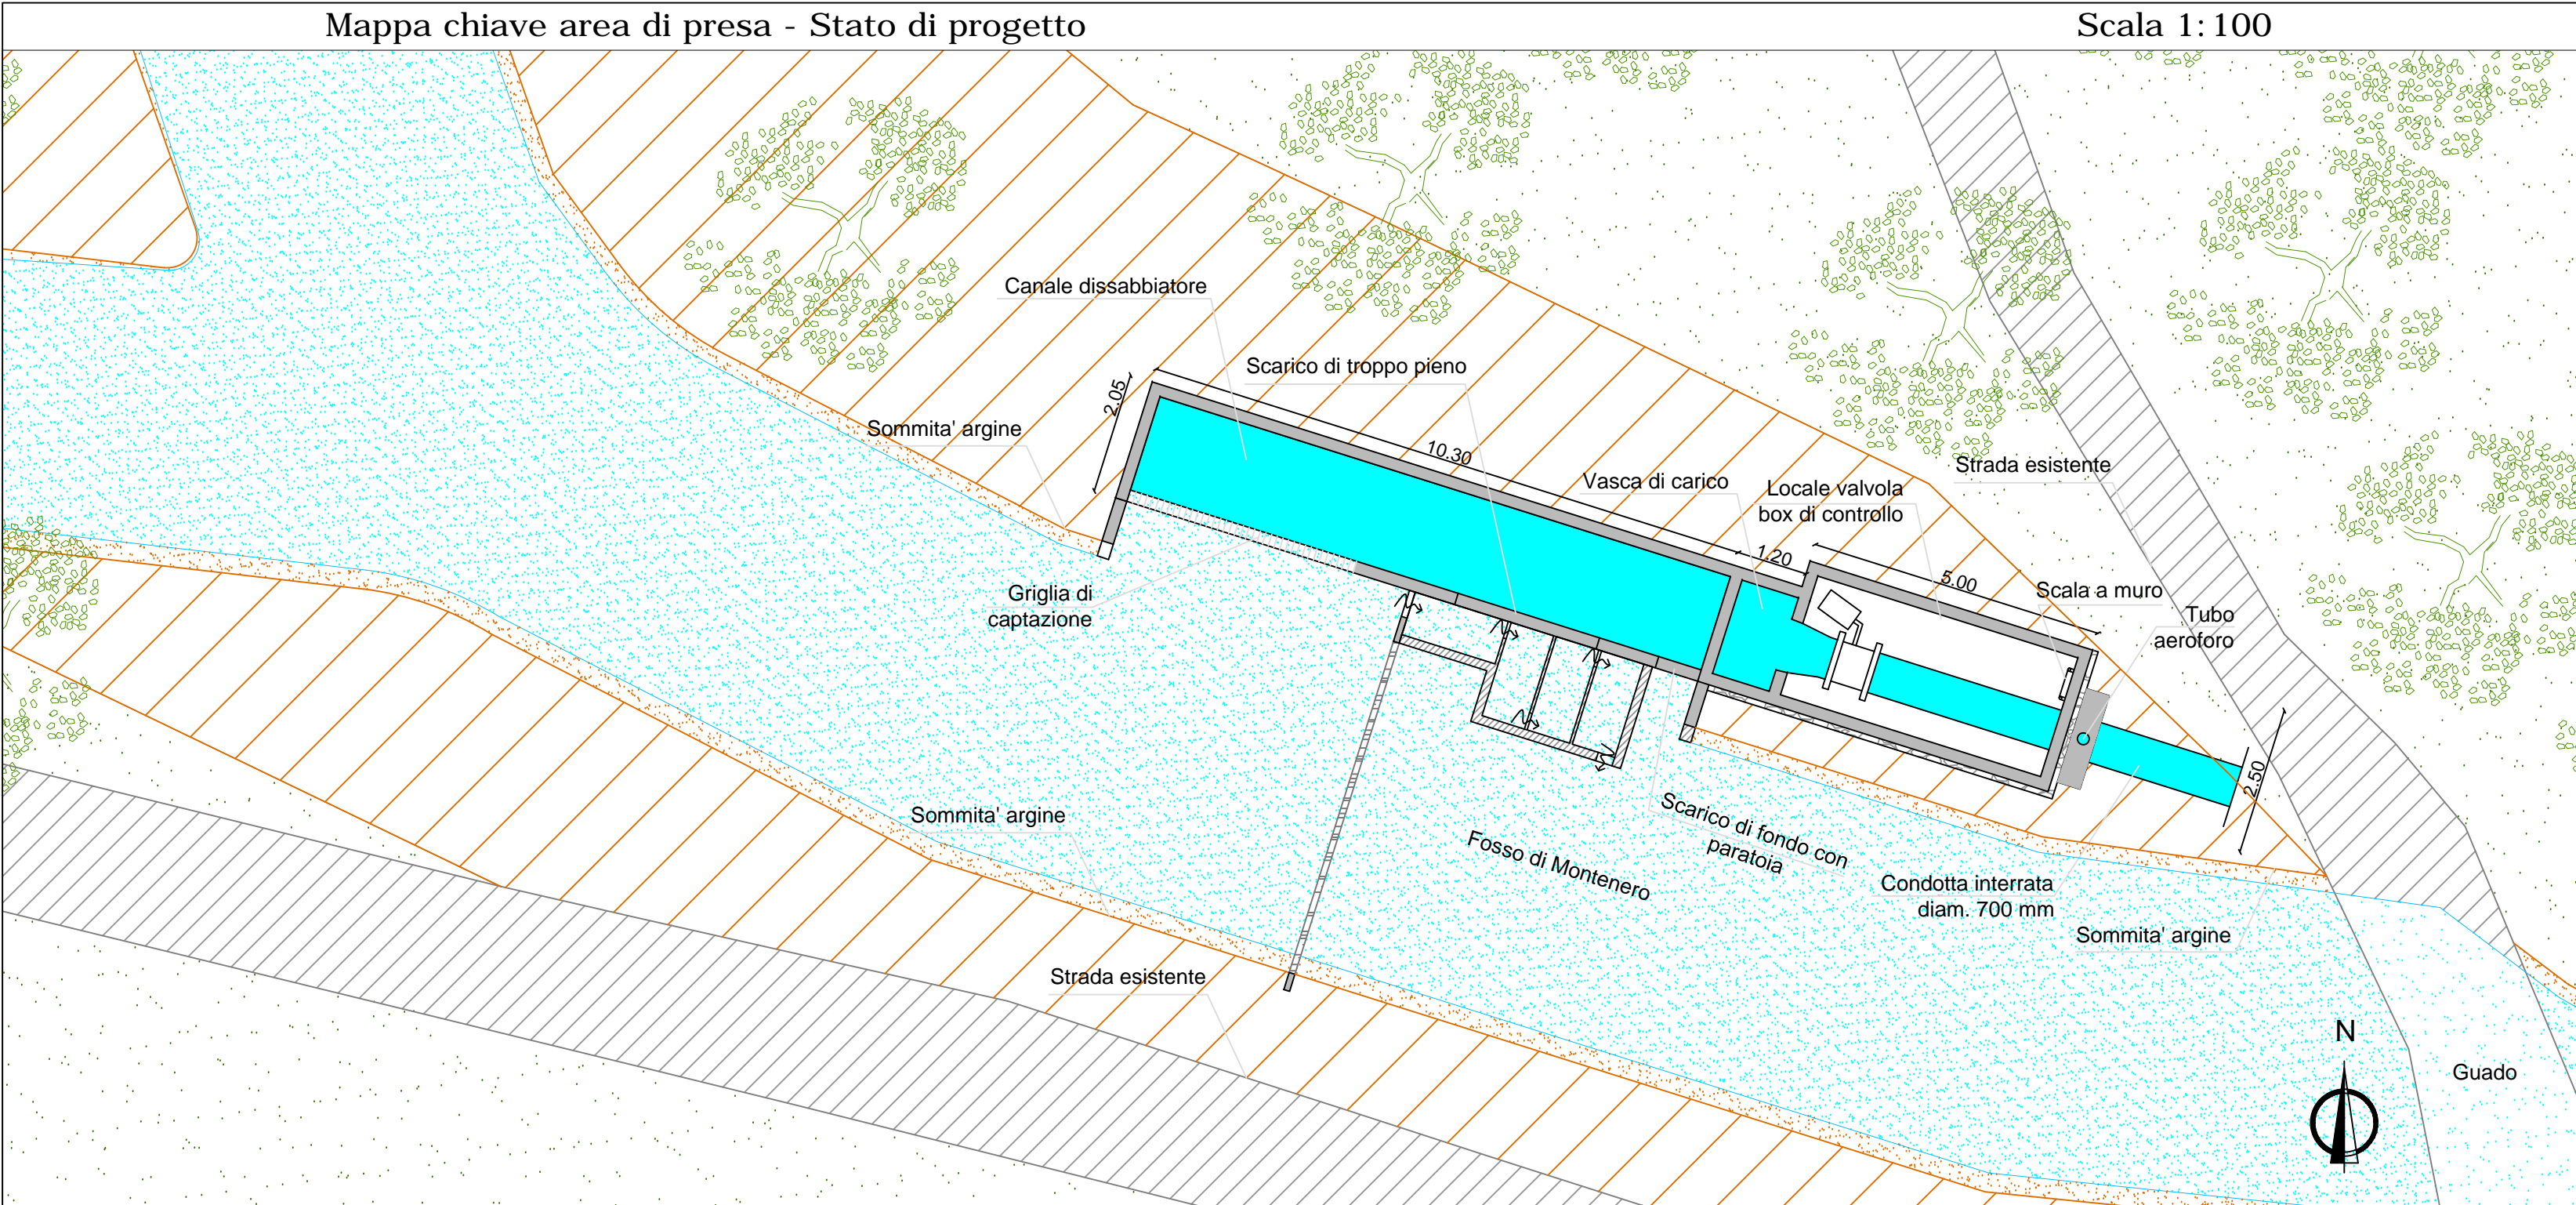 Mappa chiave area di presa - Stato di progetto
Scala 1:100
Canale dissabbiatore
Scarico di troppo pieno
2.05
Sommita' argine
10.30
Vasca di carico
Locale valvola
box di controllo
Strada esistente
1.20
5.00
Scala a muro
Tubo
aeroforo
Griglia di
captazione
2.50
Sommita' argine
Scarico di fondo con
paratoia
Fosso di Montenero
Condotta interrata
diam. 700 mm
Sommita' argine
Strada esistente
N
Guado